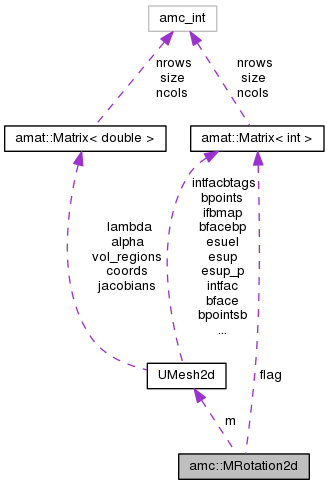 amc_int
nrows
size
ncols
nrows
size
ncols
amat::Matrix< double >
amat::Matrix< int >
lambda
alpha
vol_regions
coords
jacobians
intfacbtags
bpoints
ifbmap
bfacebp
esuel
esup
esup_p
intfac
bface
bpointsb
...
UMesh2d
flag
m
amc::MRotation2d